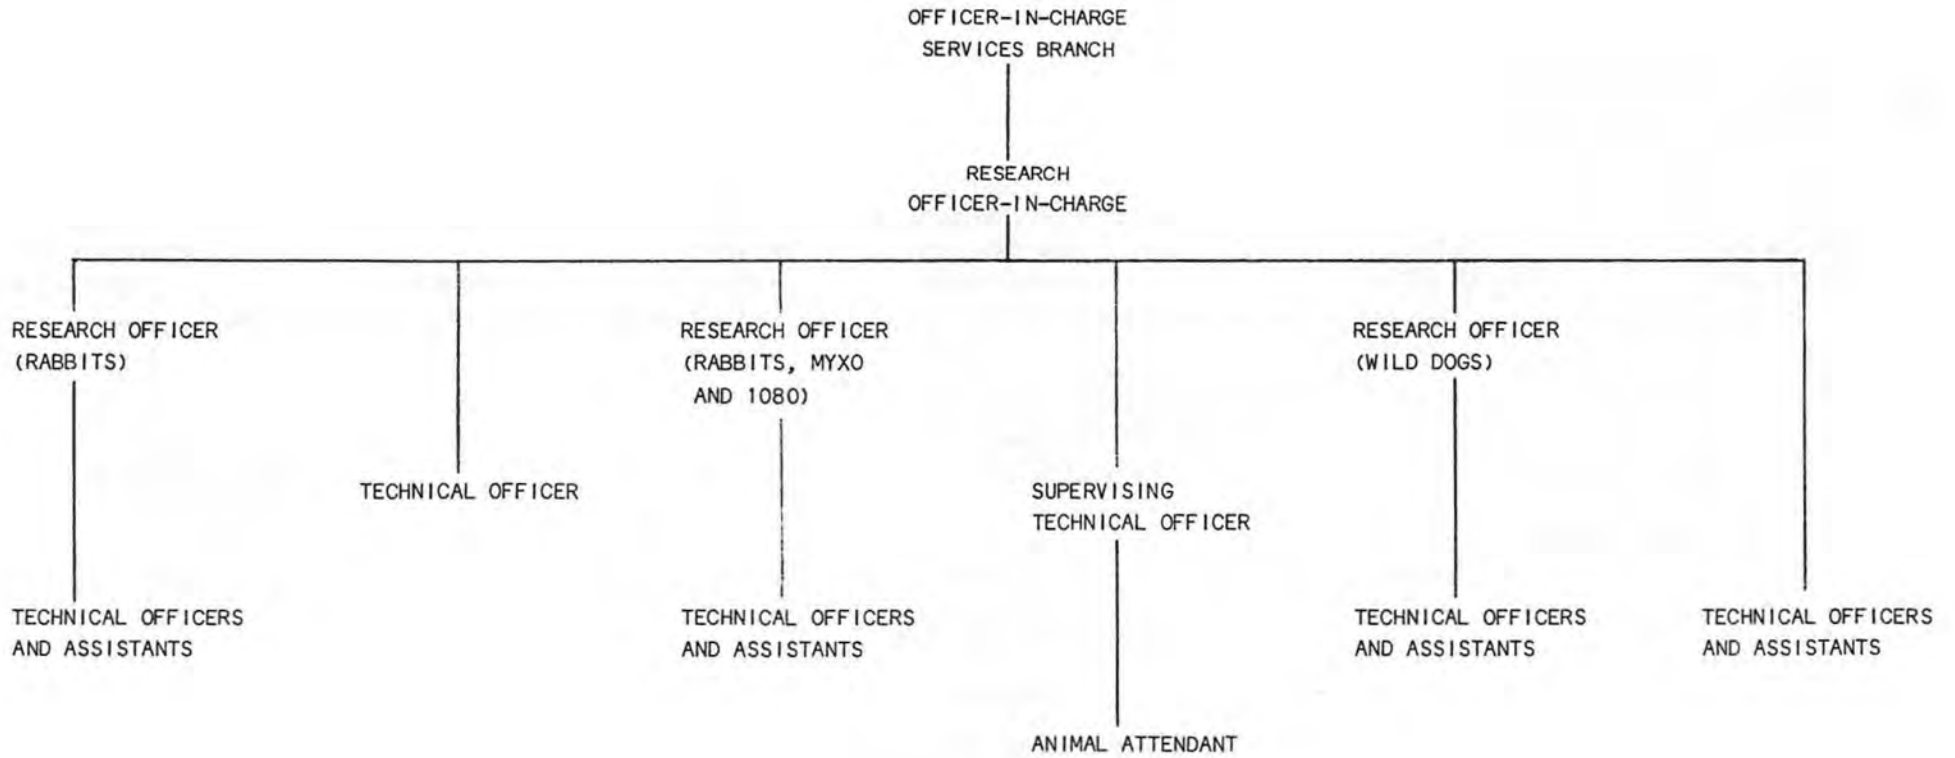 OFFICER-IN-CHARGE
SERVICES BRANCH
RESEARCH
OFFICER-IN-CHARGE
RESEARCH OFFICER
(RABBITS)
RESEARCH OFFICER
(RABBITS, MYXO
AND 1080)
RESEARCH OFFICER
(WILD DOGS)
TECHNICAL OFFICER
SUPERVISING
TECHNICAL OFFICER
TECHNICAL OFFICERS
AND ASSISTANTS
TECHNICAL OFFICERS
AND ASSISTANTS
TECHNICAL OFFICERS
AND ASSISTANTS
TECHNICAL OFFICERS
AND ASSISTANTS
ANIMAL ATTENDANT